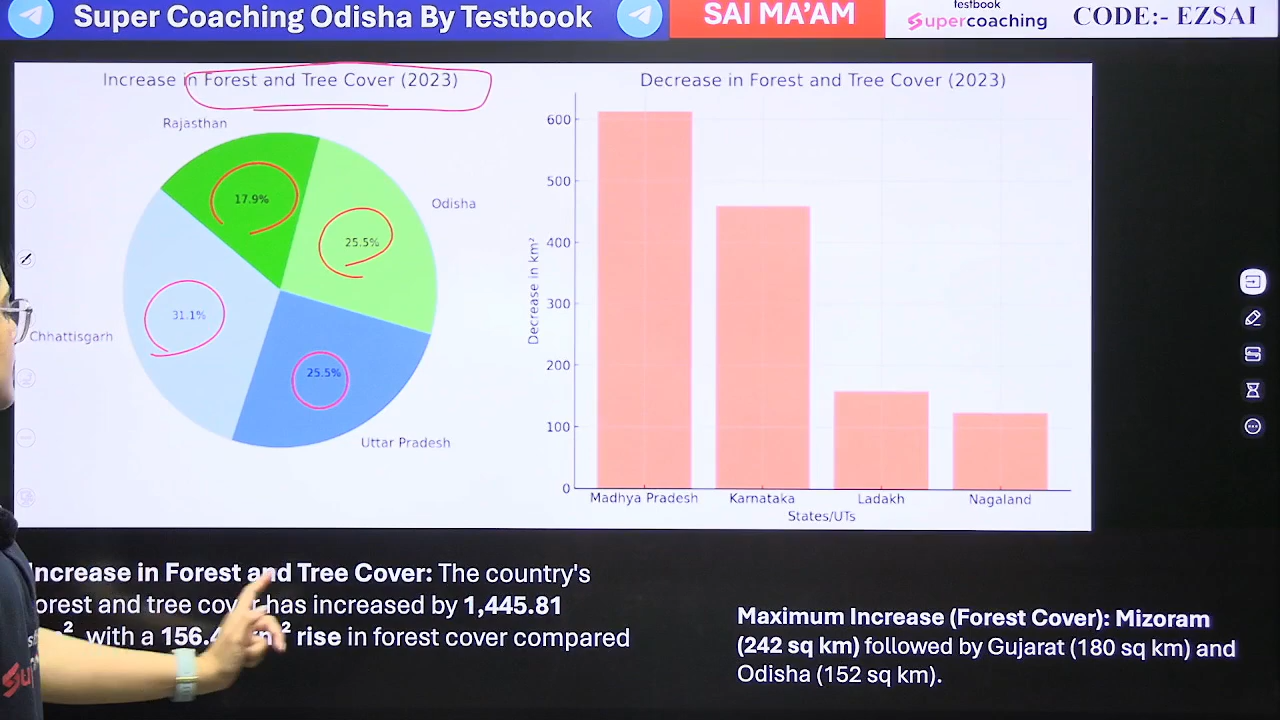 Super Coaching Odisha By Testbook
SAI MA’AM
testbook
Supercoaching
CODE:- EZSAI
Increase in Forest and Tree Cover (2023)
Rajasthan
17.9%
Odisha
25.5%
31.1%
Chhattisgarh
25.5%
Uttar Pradesh
Decrease in Forest and Tree Cover (2023)
600
500
400
300
200
100
0
Decrease in km²
Madhya Pradesh
Karnataka
Ladakh
Nagaland
States/UTs
Increase in Forest and Tree Cover: The country's
orest and tree cover has increased by 1,445.81
with a rise in forest cover compared
Maximum Increase (Forest Cover): Mizoram
(242 sq km) followed by Gujarat (180 sq km) and
Odisha (152 sq km).